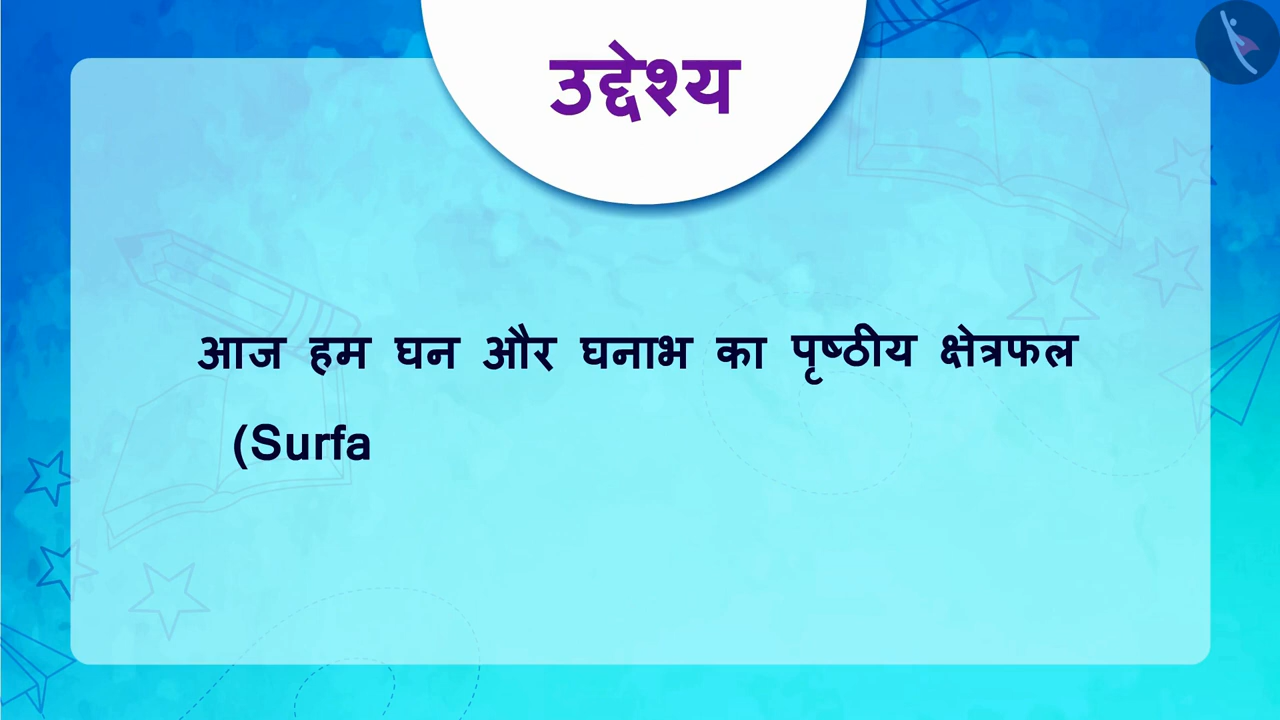 उद्देश्य
आज हम घन और घनाभ का पृष्ठीय क्षेत्रफल
(Surfa